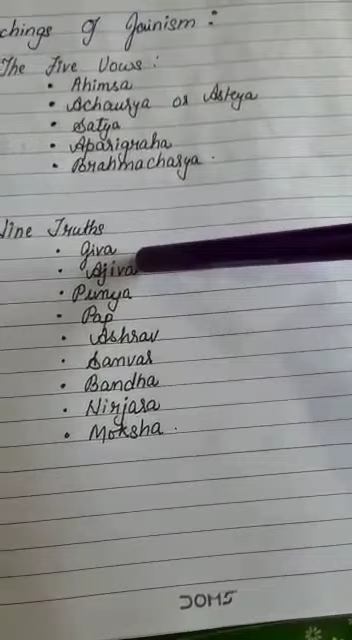 chings of Jainism:
The Five Vows:
• Ahimsa
• Achaurya or Asteya
• Satya
• Aparigraha
• Brahmacharya.
Nine Truths
• Giva
• Ajiva
• Punya
• Pap
• Ashrav
• Sanvar
• Bandha
• Nirjara
• Moksha.
DOMS